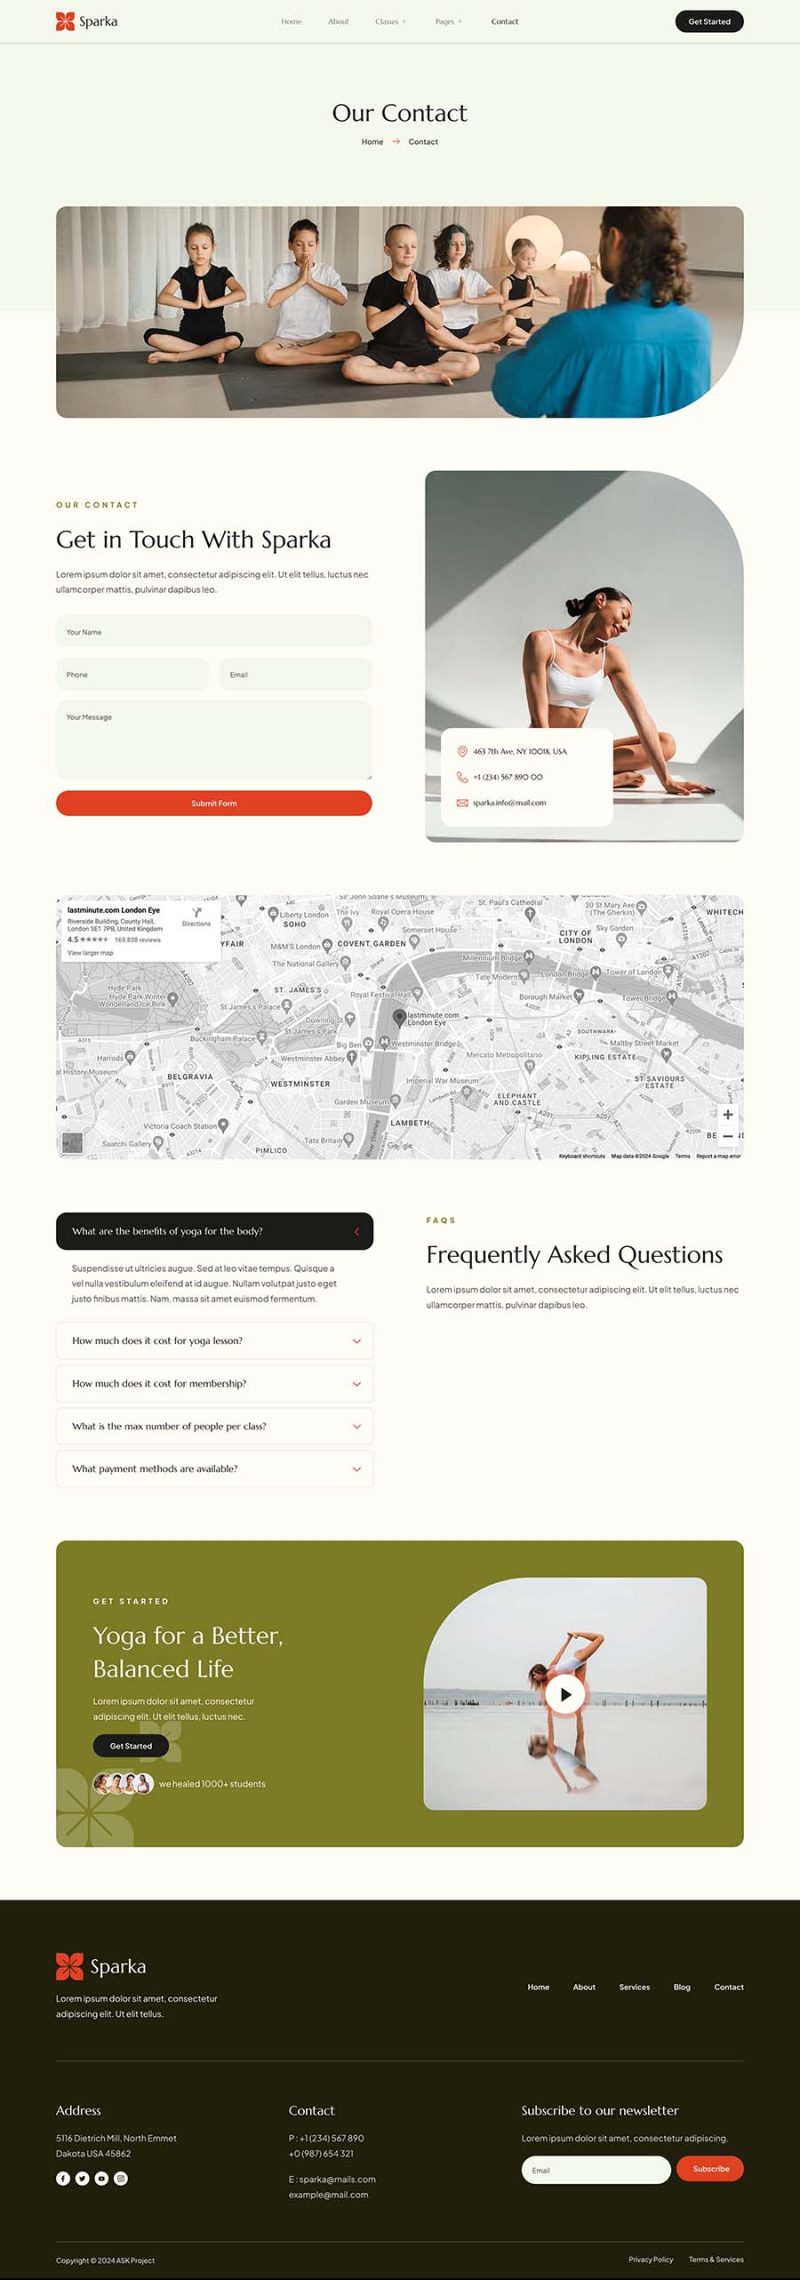 Sparka
Home About Classes + Pages + Contact
Get Started
Our Contact
Home → Contact
OUR CONTACT
Get in Touch With Sparka
Lorem ipsum dolor sit amet, consectetur adipiscing elit. Ut elit tellus, luctus nec
ullamcorper mattis, pulvinar dapibus leo.
Your Name
Phone
Email
Your Message
Submit Form
463 7th Ave, NY 10018, USA
+1 (234) 567 890 00
sparka.info@mail.com
lastminute.com London Eye
Riverside Building, County Hall,
London SE1 7PB, United Kingdom
4.5 169,838 reviews
View larger map
Directions
Sir John Soane's Museum
Liberty London
SOHO
The Ivy
Royal Opera House
St. Paul's Cathedral
30 St Mary Axe
(The Gherkin)
WHITECH
YFAIR
M&M'S London
COVENT GARDEN
Somerset House
CITY OF
LONDON
Sky Garden
The National Gallery
Millennium Bridge
Tate Modern
London Bridge
Tower of London
Hyde Park
Hyde Park Winter
Wonderland Ice Rink
ST. JAMES'S
Royal Festival Hall
Borough Market
Tower Bridge
St James's Palace
Downing St
St James's Park
lastminute.com
London Eye
SOUTHWARK
Buckingham Palace
Big Ben
Westminster Bridge
Maltby Street Market
Harrods
Westminster Abbey
Mercato Metropolitano
KIPLING ESTATE
al History Museum
BELGRAVIA
WESTMINSTER
Imperial War Museum
ST SAVIOURS
ESTATE
Garden Museum
Lambeth Rd
ELEPHANT
AND CASTLE
Victoria Coach Station
LAMBETH
Saatchi Gallery
Tate Britain
River Thames
PIMLICO
Google
Keyboard shortcuts Map data ©2024 Google Terms Report a map error
What are the benefits of yoga for the body?
Suspendisse ut ultricies augue. Sed at leo vitae tempus. Quisque a
vel nulla vestibulum eleifend at id augue. Nullam volutpat justo eget
justo finibus mattis. Nam, massa sit amet euismod fermentum.
How much does it cost for yoga lesson?
How much does it cost for membership?
What is the max number of people per class?
What payment methods are available?
FAQS
Frequently Asked Questions
Lorem ipsum dolor sit amet, consectetur adipiscing elit. Ut elit tellus, luctus nec
ullamcorper mattis, pulvinar dapibus leo.
GET STARTED
Yoga for a Better,
Balanced Life
Lorem ipsum dolor sit amet, consectetur
adipiscing elit. Ut elit tellus, luctus nec.
Get Started
we healed 1000+ students
Sparka
Lorem ipsum dolor sit amet, consectetur
adipiscing elit. Ut elit tellus.
Home About Services Blog Contact
Address
5116 Dietrich Mill, North Emmet
Dakota USA 45862
Contact
P : +1 (234) 567 890
+0 (987) 654 321
E : sparka@mails.com
example@mail.com
Subscribe to our newsletter
Lorem ipsum dolor sit amet, consectetur adipiscing.
Email
Subscribe
Copyright © 2024 ASK Project
Privacy Policy Terms & Services